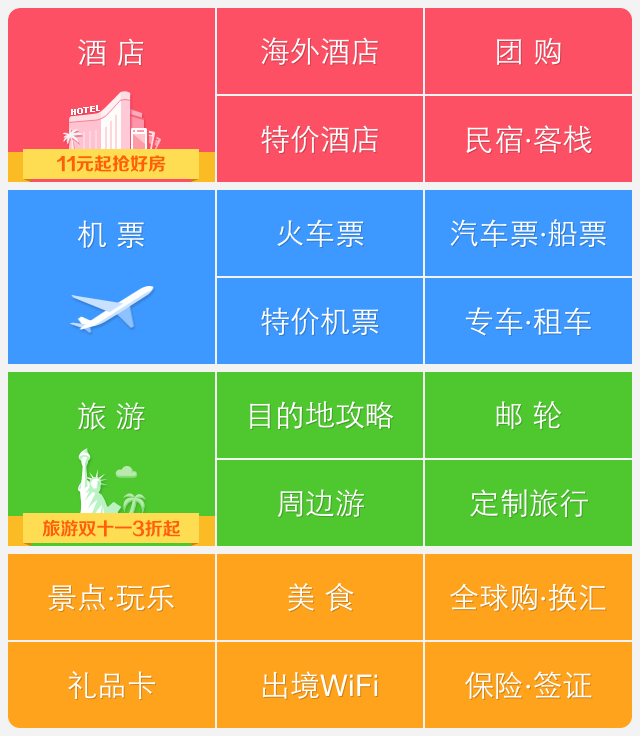 酒 店
HOTEL
11元起抢好房
海外酒店
团 购
特价酒店
民宿·客栈
机 票
火车票
汽车票·船票
特价机票
专车·租车
旅 游
旅游双十一3折起
目的地攻略
邮 轮
周边游
定制旅行
景点·玩乐
美 食
全球购·换汇
礼品卡
出境WiFi
保险·签证